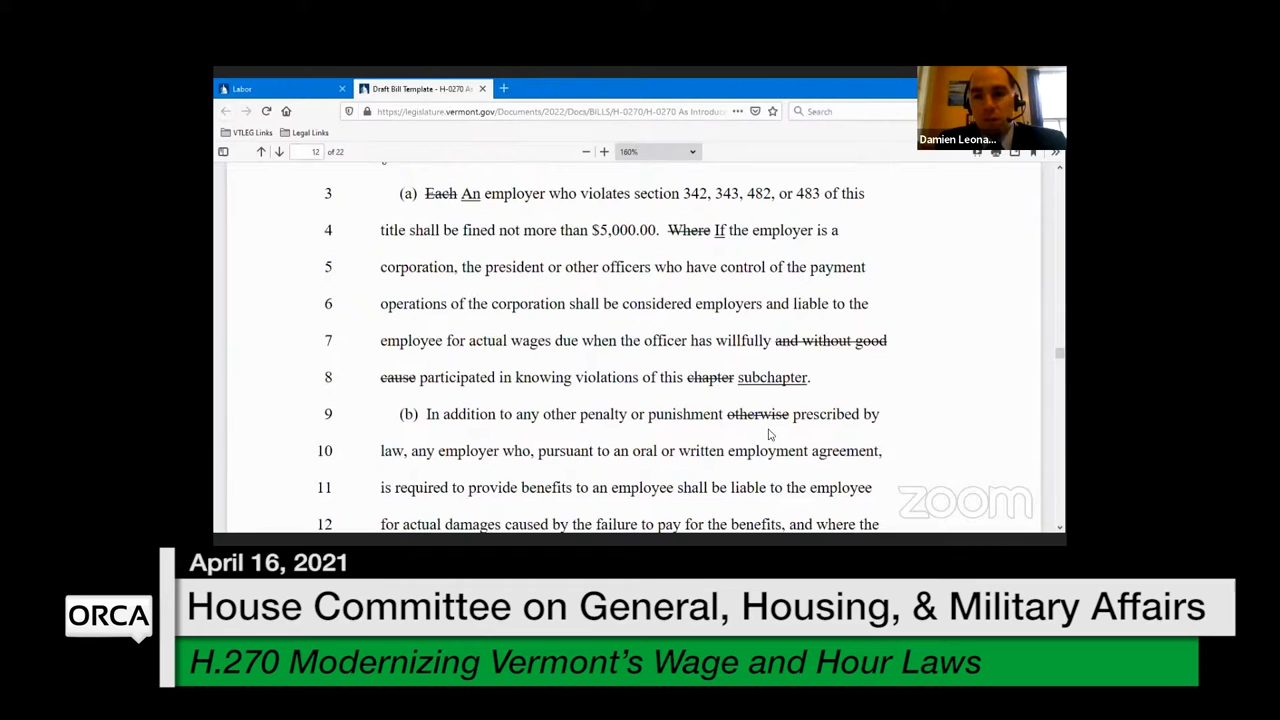 Labor
Draft Bill Template - H-0270 As
https://legislature.vermont.gov/Documents/2022/Docs/BILLS/H-0270/H-0270 As Introduce
Search
VTLEG Links
Legal Links
12 of 22
160%
Damien Leona...
3 (a) Each An employer who violates section 342, 343, 482, or 483 of this
4 title shall be fined not more than $5,000.00. Where If the employer is a
5 corporation, the president or other officers who have control of the payment
6 operations of the corporation shall be considered employers and liable to the
7 employee for actual wages due when the officer has willfully and without good
8 cause participated in knowing violations of this chapter subchapter.
9 (b) In addition to any other penalty or punishment otherwise prescribed by
10 law, any employer who, pursuant to an oral or written employment agreement,
11 is required to provide benefits to an employee shall be liable to the employee
12 for actual damages caused by the failure to pay for the benefits, and where the
zoom
April 16, 2021
ORCA
House Committee on General, Housing, & Military Affairs
H.270 Modernizing Vermont's Wage and Hour Laws